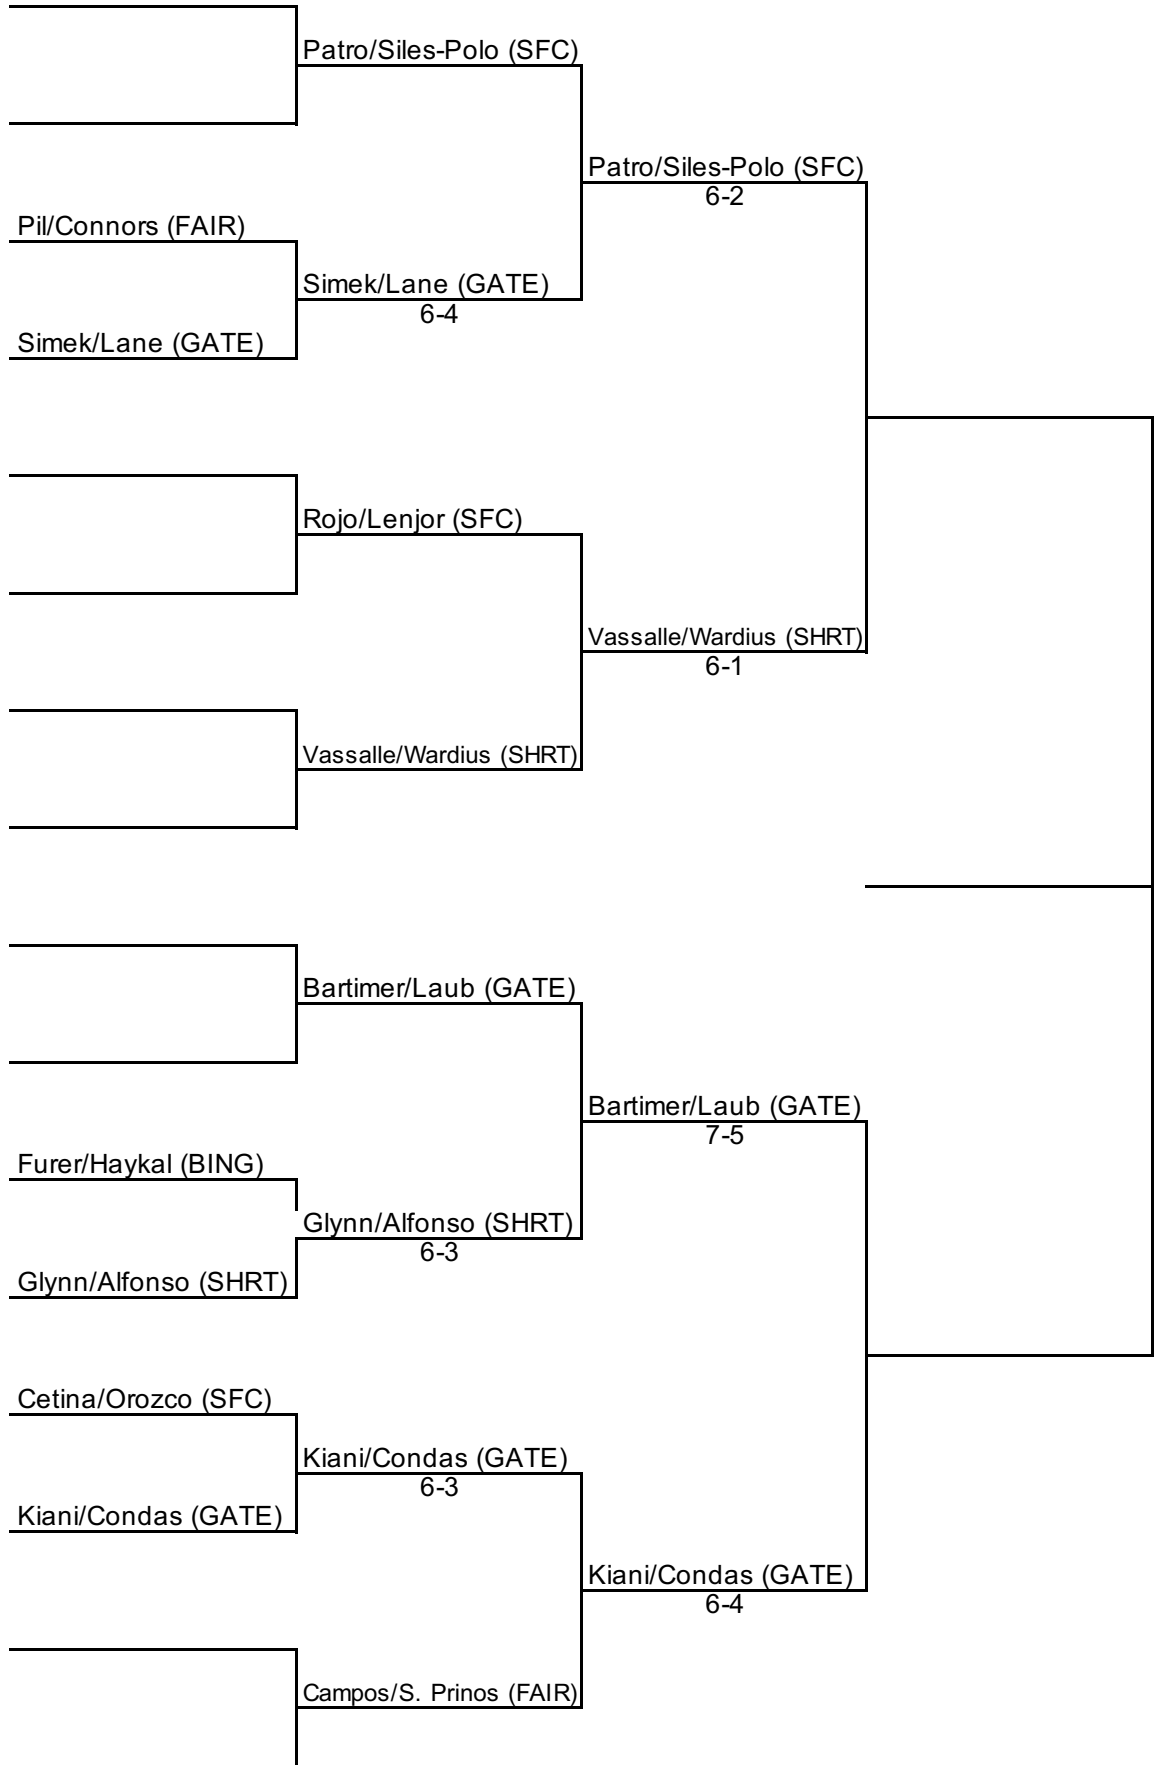 Patro/Siles-Polo (SFC)
Patro/Siles-Polo (SFC)
6-2
Pil/Connors (FAIR)
Simek/Lane (GATE)
6-4
Simek/Lane (GATE)
Rojo/Lenjor (SFC)
Vassalle/Wardius (SHRT)
6-1
Vassalle/Wardius (SHRT)
Bartimer/Laub (GATE)
Bartimer/Laub (GATE)
7-5
Furer/Haykal (BING)
Glynn/Alfonso (SHRT)
6-3
Glynn/Alfonso (SHRT)
Cetina/Orozco (SFC)
Kiani/Condas (GATE)
6-3
Kiani/Condas (GATE)
Kiani/Condas (GATE)
6-4
Campos/S. Prinos (FAIR)